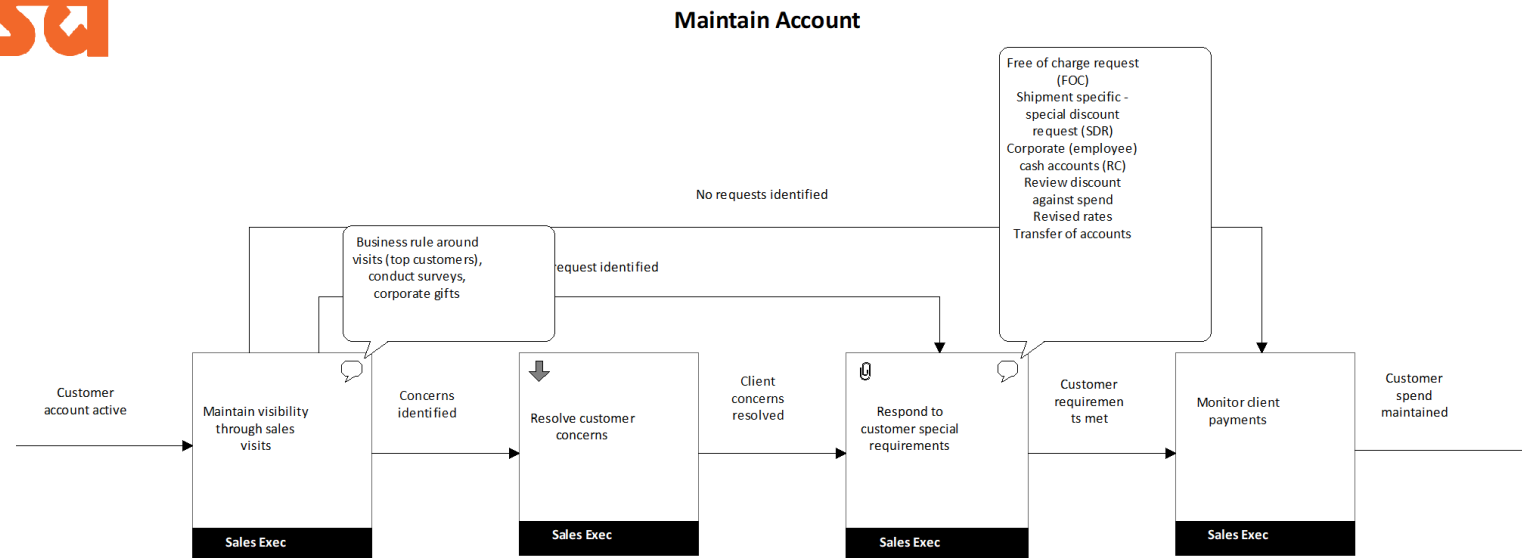 sa
Maintain Account
Free of charge request
(FOC)
Shipment specific -
special discount
request (SDR)
Corporate (employee)
cash accounts (RC)
Review discount
against spend
Revised rates
Transfer of accounts
No requests identified
Business rule around
visits (top customers),
conduct surveys,
corporate gifts
identified
Customer
account active
Maintain visibility
through sales
visits
Sales Exec
Concerns
identified
Resolve customer
concerns
Sales Exec
Client
concerns
resolved
Respond to
customer special
requirements
Sales Exec
Customer
requiremen
ts met
Monitor client
payments
Sales Exec
Customer
spend
maintained